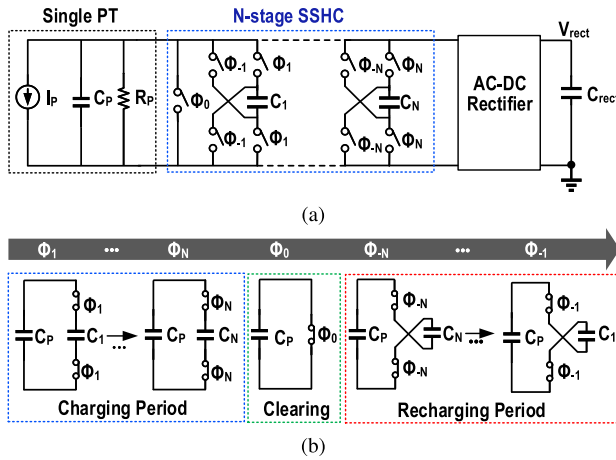 Single PT
N-stage SSHC
V_rect
I_P
C_P
R_P
Φ_0
Φ_-1
Φ_1
C_1
Φ_-1
Φ_1
Φ_-N
Φ_N
C_N
Φ_-N
Φ_N
AC-DC
Rectifier
C_rect
(a)
Φ_1 ... Φ_N Φ_0 Φ_-N ... Φ_-1
C_P
Φ_1
C_1
Φ_1
...
C_P
Φ_N
C_N
Φ_N
C_P
Φ_0
C_P
Φ_-N
C_N
Φ_-N
...
C_P
Φ_-1
C_1
Φ_-1
Charging Period
Clearing
Recharging Period
(b)